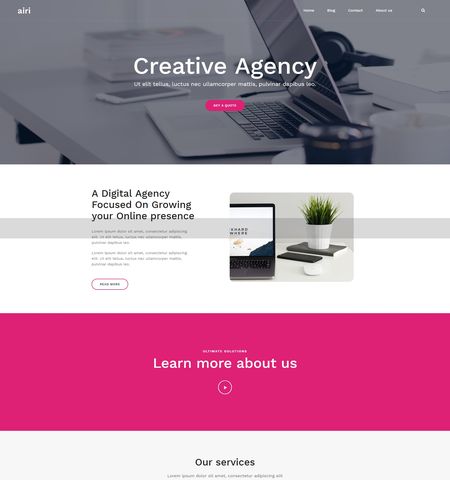 airi
Home Blog Contact About us
Creative Agency
Ut elit tellus, luctus nec ullamcorper mattis, pulvinar dapibus leo.
GET A QUOTE
A Digital Agency
Focused On Growing
your Online presence
Lorem ipsum dolor sit amet, consectetur adipiscing
elit. Ut elit tellus, luctus nec ullamcorper mattis,
pulvinar dapibus leo.
Lorem ipsum dolor sit amet, consectetur adipiscing
elit. Ut elit tellus, luctus nec ullamcorper mattis,
pulvinar dapibus leo.
READ MORE
ULTIMATE SOLUTIONS
Learn more about us
Our services
Lorem ipsum dolor sit amet, consectetur adipiscing elit